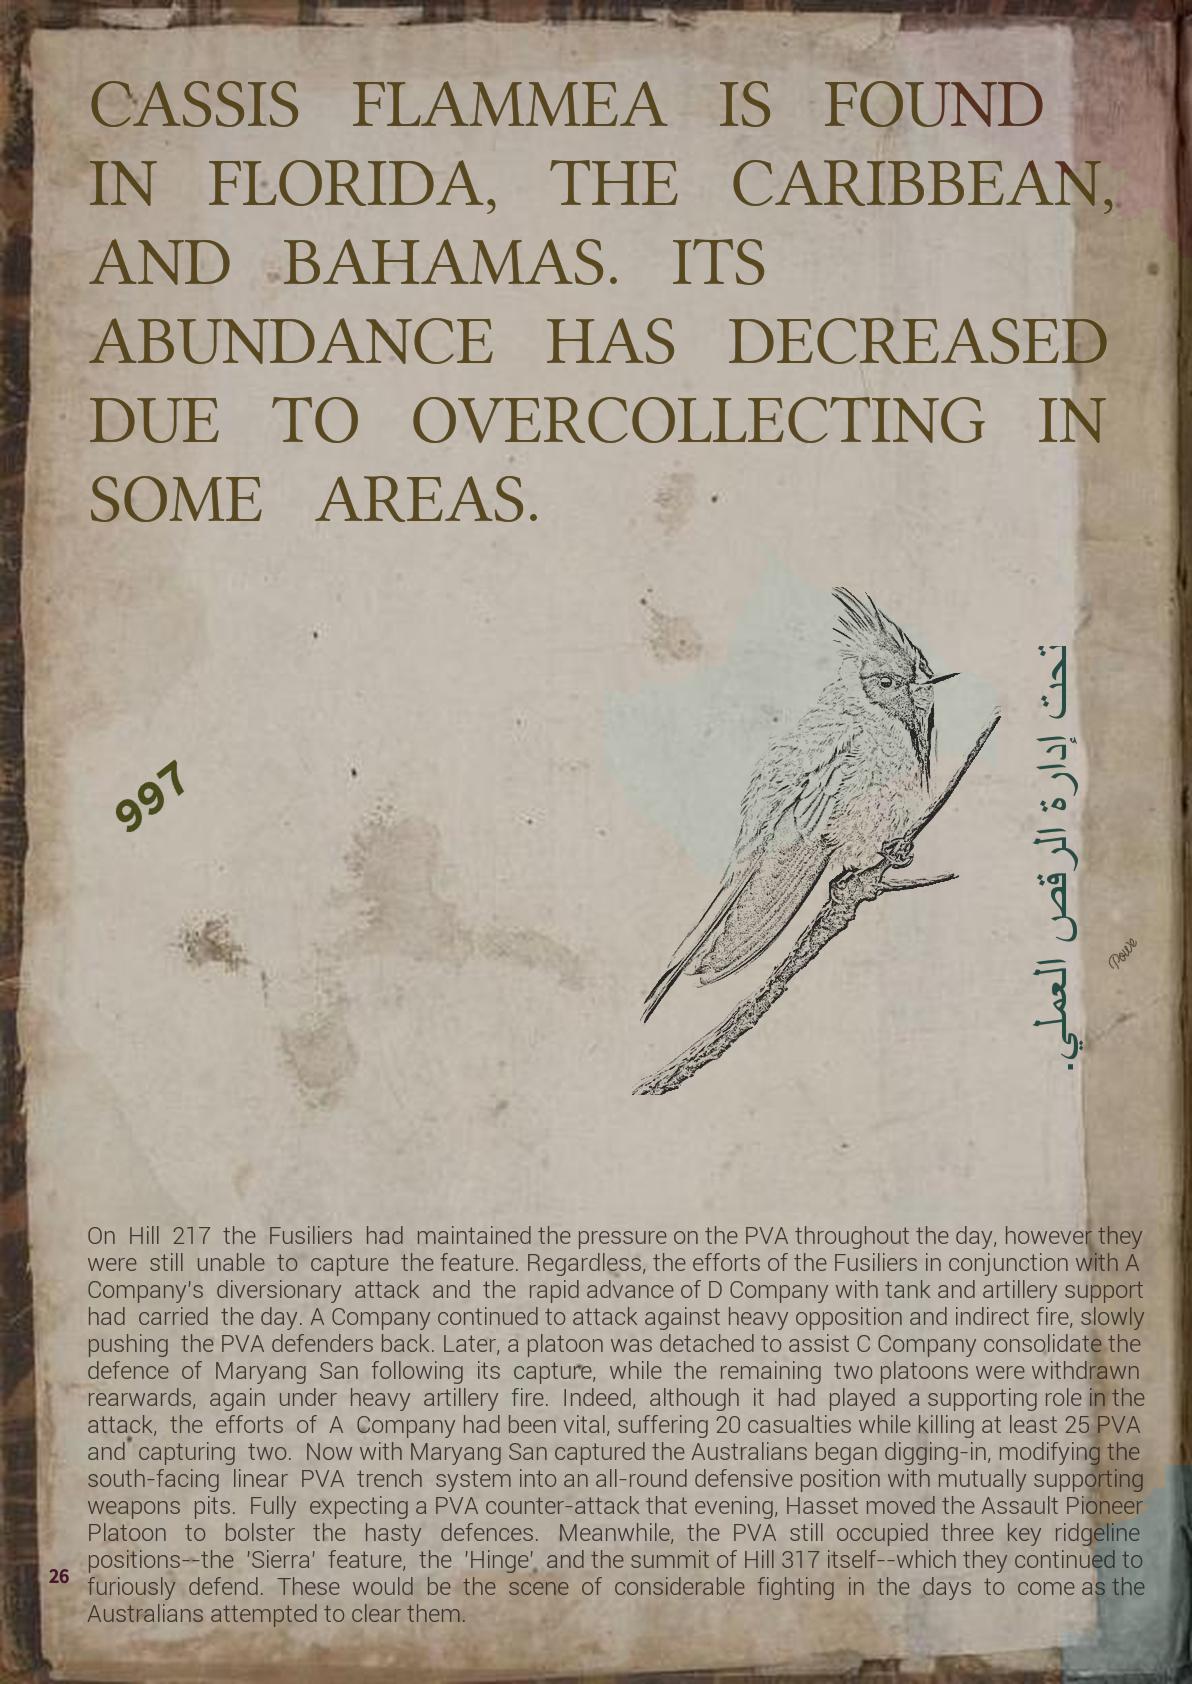 CASSIS FLAMMEA IS FOUND
IN FLORIDA, THE CARIBBEAN,
AND BAHAMAS. ITS
ABUNDANCE HAS DECREASED
DUE TO OVERCOLLECTING IN
SOME AREAS.
997
تحت إدارة الرقص العملي.
Powe
On Hill 217 the Fusiliers had maintained the pressure on the PVA throughout the day, however they
were still unable to capture the feature. Regardless, the efforts of the Fusiliers in conjunction with A
Company's diversionary attack and the rapid advance of D Company with tank and artillery support
had carried the day. A Company continued to attack against heavy opposition and indirect fire, slowly
pushing the PVA defenders back. Later, a platoon was detached to assist C Company consolidate the
defence of Maryang San following its capture, while the remaining two platoons were withdrawn
rearwards, again under heavy artillery fire. Indeed, although it had played a supporting role in the
attack, the efforts of A Company had been vital, suffering 20 casualties while killing at least 25 PVA
and capturing two. Now with Maryang San captured the Australians began digging-in, modifying the
south-facing linear PVA trench system into an all-round defensive position with mutually supporting
weapons pits. Fully expecting a PVA counter-attack that evening, Hasset moved the Assault Pioneer
Platoon to bolster the hasty defences. Meanwhile, the PVA still occupied three key ridgeline
positions--the 'Sierra' feature, the 'Hinge', and the summit of Hill 317 itself--which they continued to
furiously defend. These would be the scene of considerable fighting in the days to come as the
Australians attempted to clear them.
26